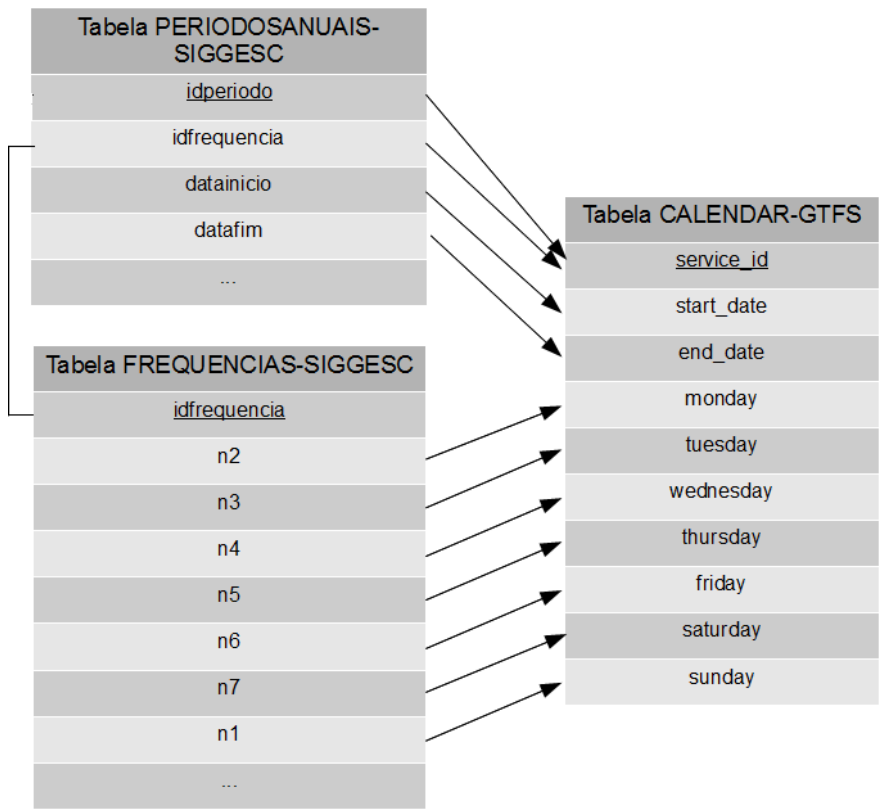 Tabela PERIODOSANUAIS-
SIGGESC
idperiodo
idfrequencia
datainicio
datafim
...
Tabela FREQUENCIAS-SIGGESC
idfrequencia
n2
n3
n4
n5
n6
n7
n1
...
Tabela CALENDAR-GTFS
service_id
start_date
end_date
monday
tuesday
wednesday
thursday
friday
saturday
sunday